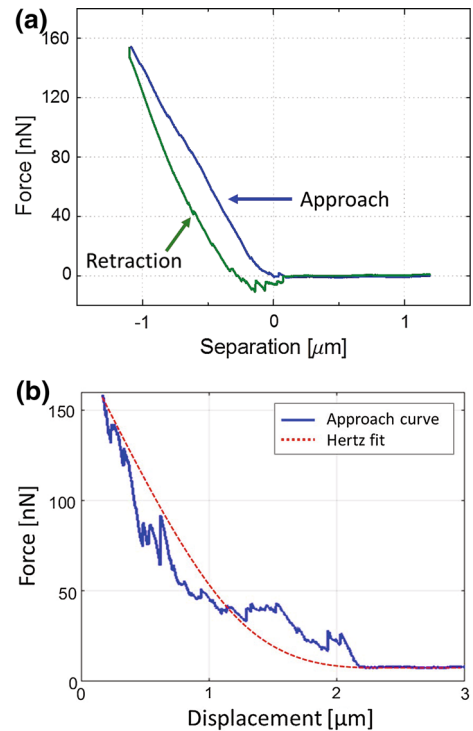 (a)
160
120
80
40
0
Force [nN]
Approach
Retraction
-1
0
1
Separation [μm]
(b)
150
100
50
0
Force [nN]
Approach curve
Hertz fit
0
1
2
3
Displacement [μm]